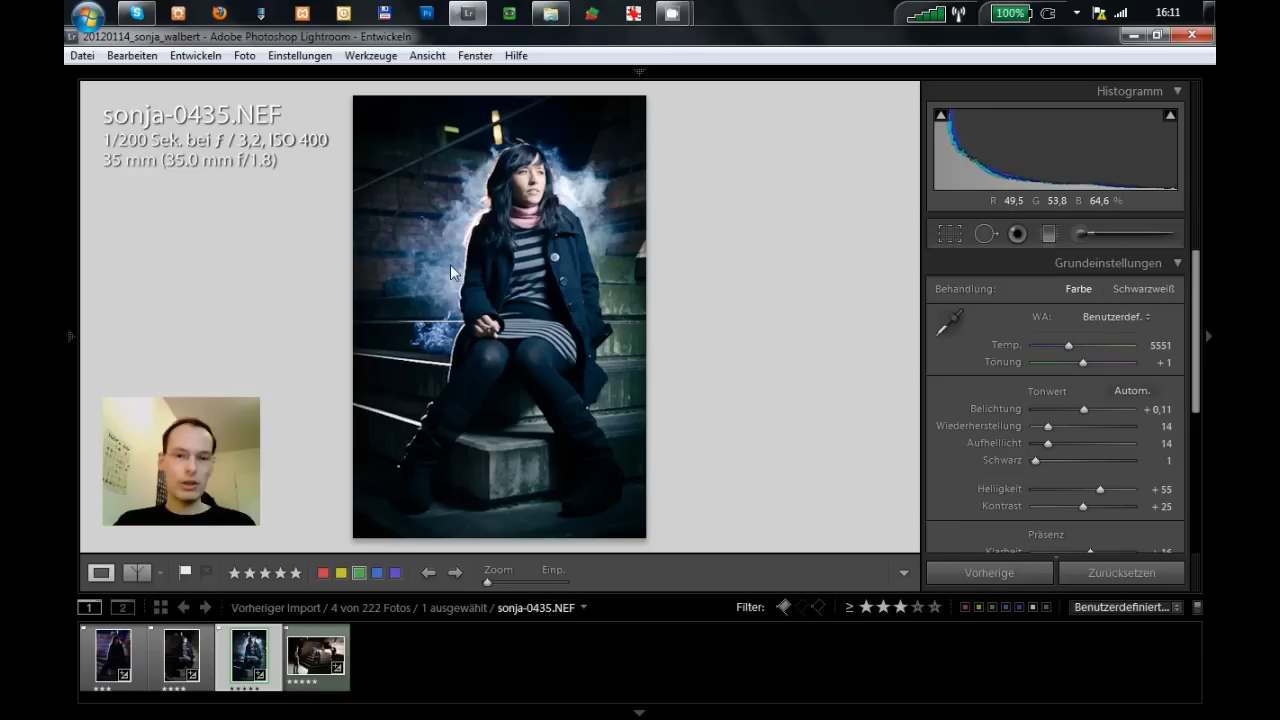 100%
16:11
20120114_sonja_walbert - Adobe Photoshop Lightroom - Entwickeln
Datei Bearbeiten Entwickeln Foto Einstellungen Werkzeuge Ansicht Fenster Hilfe
sonja-0435.NEF
1/200 Sek. bei ƒ / 3,2, ISO 400
35 mm (35.0 mm f/1.8)
Histogramm
R 49,5 G 53,8 B 64,6 %
Grundeinstellungen
Behandlung: Farbe Schwarzweiß
WA: Benutzerdef.
Temp. 5551
Tönung + 1
Tonwert Autom.
Belichtung + 0,11
Wiederherstellung 14
Aufhelllicht 14
Schwarz 1
Helligkeit + 55
Kontrast + 25
Präsenz
Klarheit + 16
Zoom Einp.
Vorherige Zurücksetzen
1 2 Vorheriger Import / 4 von 222 Fotos / 1 ausgewählt / sonja-0435.NEF Filter: ≥ Benutzerdefiniert...